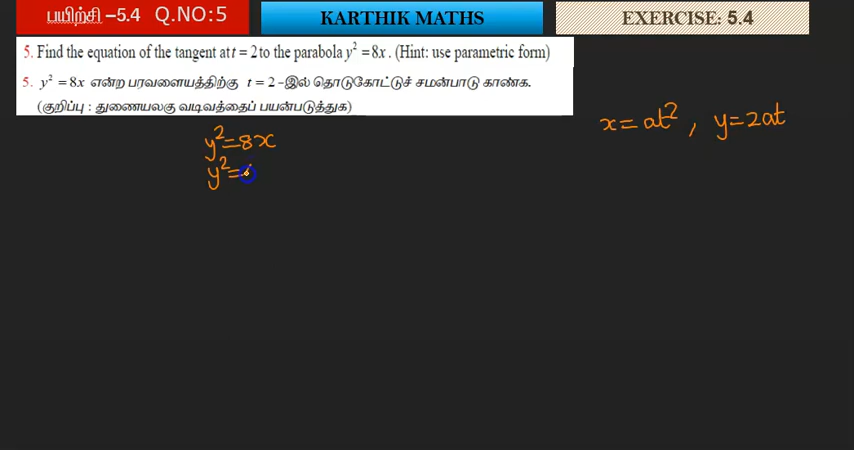 பயிற்சி –5.4 Q.NO:5
KARTHIK MATHS
EXERCISE: 5.4
5. Find the equation of the tangent at t = 2 to the parabola y² = 8x . (Hint: use parametric form)
5. y² = 8x என்ற பரவளையத்திற்கு t = 2 –இல் தொடுகோட்டுச் சமன்பாடு காண்க.
(குறிப்பு : துணையலகு வடிவத்தைப் பயன்படுத்துக)
x = at² , y = 2at
y² = 8x
y² =